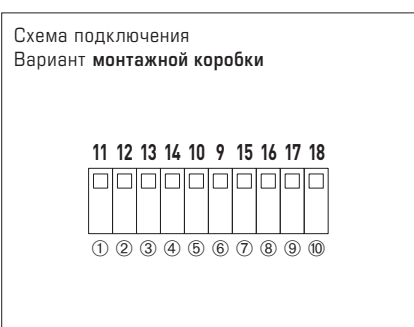 Схема подключения
Вариант монтажной коробки
11 12 13 14 10 9 15 16 17 18
① ② ③ ④ ⑤ ⑥ ⑦ ⑧ ⑨ ⑩